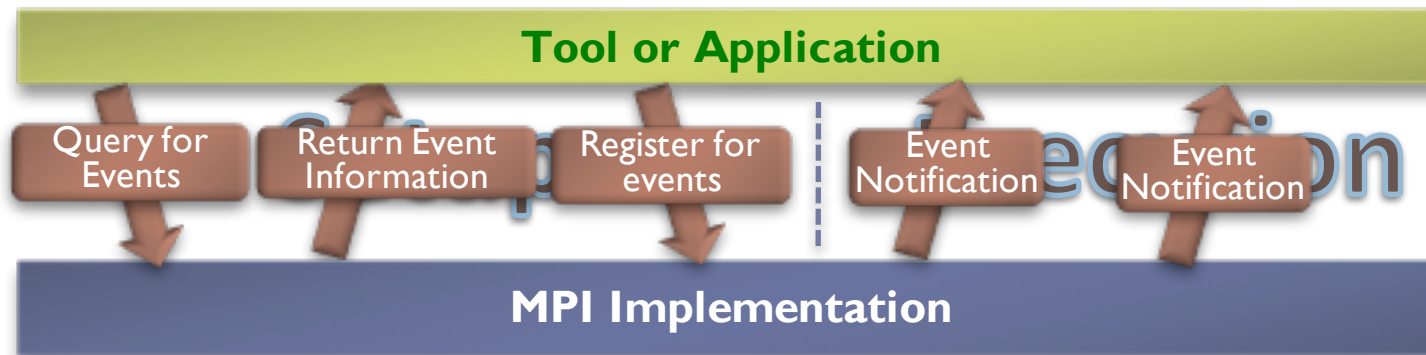 Tool or Application
Query for
Events
Return Event
Information
Register for
events
Event
Notification
Event
Notification
MPI Implementation